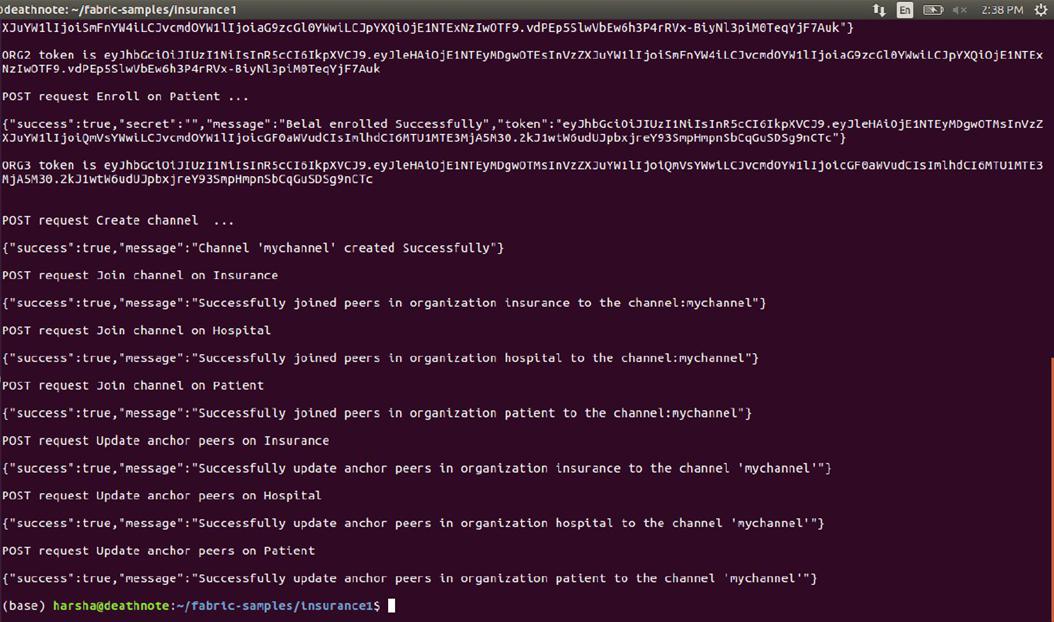 deathnote: ~/fabric-samples/insurance1
En
2:38 PM
XJuYW1lIjoiSmFnYW4iLCJvcmdOYW1lIjoiaG9zcGl0YWwiLCJpYXQiOjE1NTExNzIwOTF9.vdPEp5SlwVbEw6h3P4rRVx-BiyNl3piM0TeqYjF7Auk"}
ORG2 token is eyJhbGciOiJIUzI1NiIsInR5cCI6IkpXVCJ9.eyJleHAiOjE1NTEyMDgwOTEsInVzZXJuYW1lIjoiSmFnYW4iLCJvcmdOYW1lIjoiaG9zcGl0YWwiLCJpYXQiOjE1NTEx
NzIwOTF9.vdPEp5SlwVbEw6h3P4rRVx-BiyNl3piM0TeqYjF7Auk
POST request Enroll on Patient ...
{"success":true,"secret":"","message":"Belal enrolled Successfully","token":"eyJhbGciOiJIUzI1NiIsInR5cCI6IkpXVCJ9.eyJleHAiOjE1NTEyMDgwOTMsInVzZ
XJuYW1lIjoiQmVsYWwiLCJvcmdOYW1lIjoicGF0aWVudCIsImlhdCI6MTU1MTE3MjA5M30.2kJ1wtW6udUJpbxjreY93SmpHmpnSbCqGuSDSg9nCTc"}
ORG3 token is eyJhbGciOiJIUzI1NiIsInR5cCI6IkpXVCJ9.eyJleHAiOjE1NTEyMDgwOTMsInVzZXJuYW1lIjoiQmVsYWwiLCJvcmdOYW1lIjoicGF0aWVudCIsImlhdCI6MTU1MTE3
MjA5M30.2kJ1wtW6udUJpbxjreY93SmpHmpnSbCqGuSDSg9nCTc
POST request Create channel  ...
{"success":true,"message":"Channel 'mychannel' created Successfully"}
POST request Join channel on Insurance
{"success":true,"message":"Successfully joined peers in organization insurance to the channel:mychannel"}
POST request Join channel on Hospital
{"success":true,"message":"Successfully joined peers in organization hospital to the channel:mychannel"}
POST request Join channel on Patient
{"success":true,"message":"Successfully joined peers in organization patient to the channel:mychannel"}
POST request Update anchor peers on Insurance
{"success":true,"message":"Successfully update anchor peers in organization insurance to the channel 'mychannel'"}
POST request Update anchor peers on Hospital
{"success":true,"message":"Successfully update anchor peers in organization hospital to the channel 'mychannel'"}
POST request Update anchor peers on Patient
{"success":true,"message":"Successfully update anchor peers in organization patient to the channel 'mychannel'"}
(base) harsha@deathnote:~/fabric-samples/insurance1$